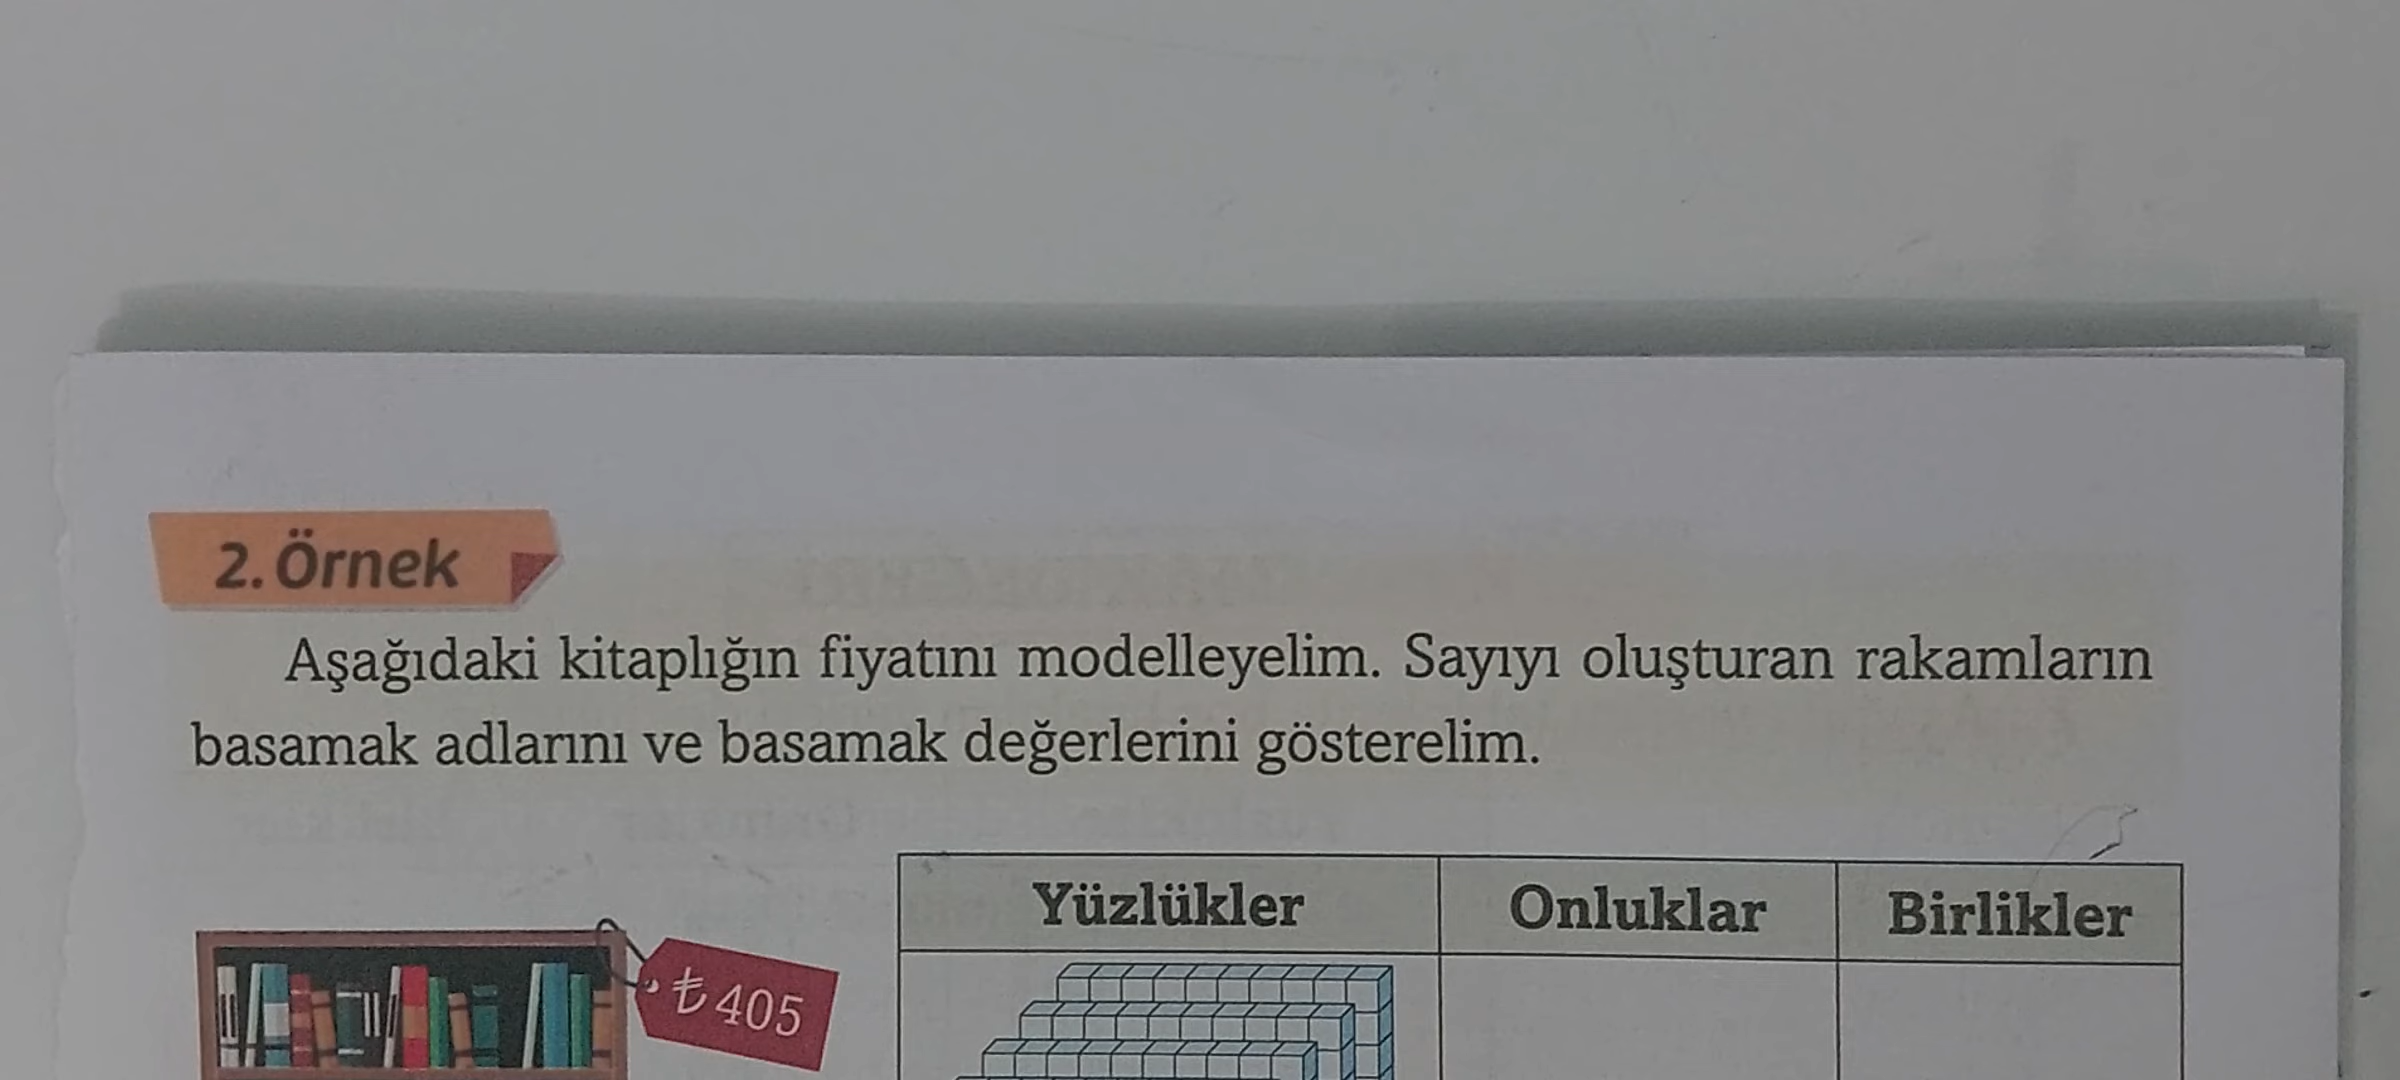 2. Örnek
Aşağıdaki kitaplığın fiyatını modelleyelim. Sayıyı oluşturan rakamların
basamak adlarını ve basamak değerlerini gösterelim.
Yüzlükler Onluklar Birlikler
₺405